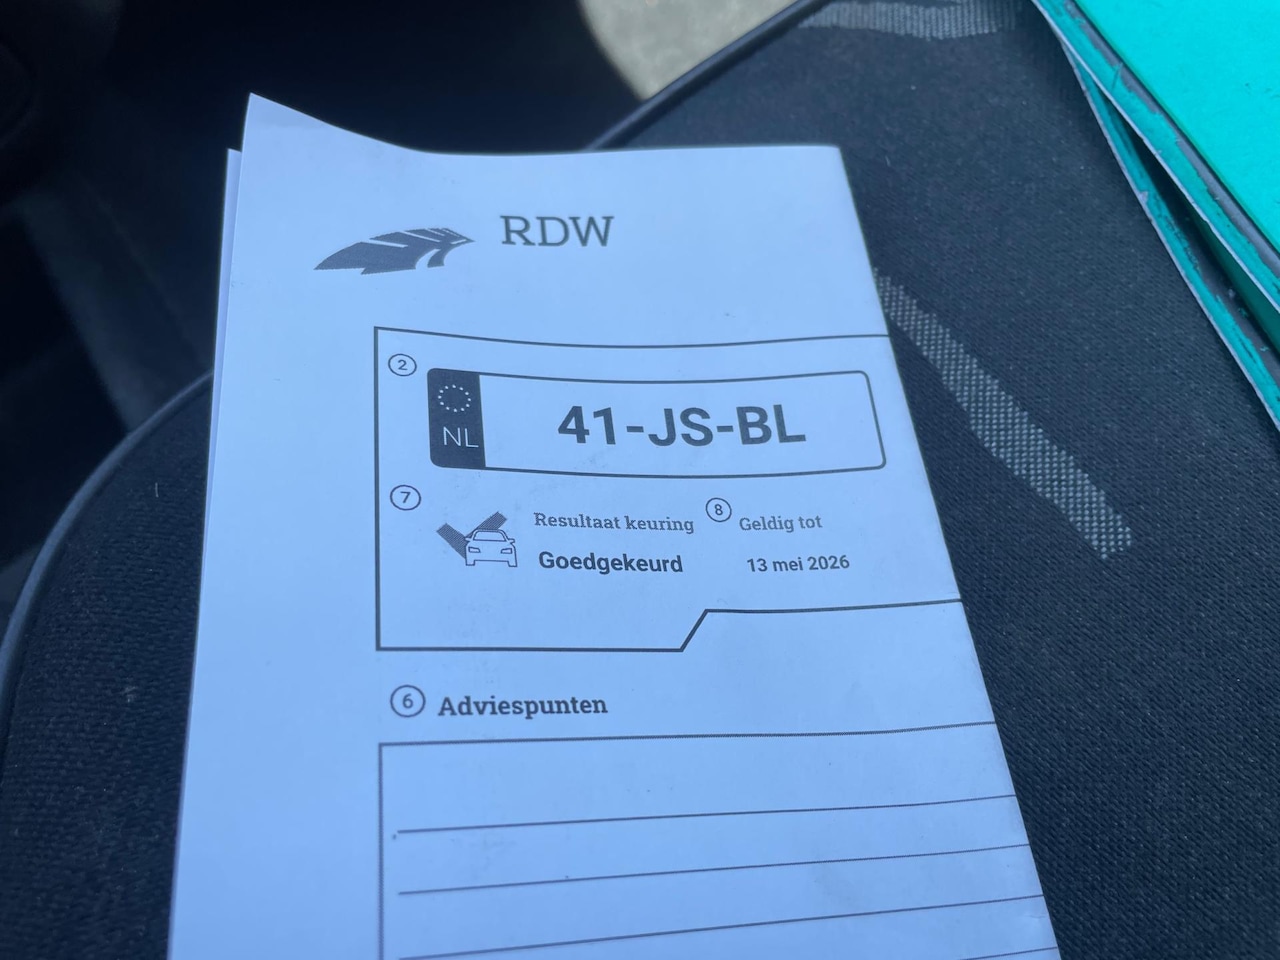 RDW
2
NL
41-JS-BL
7
Resultaat keuring
8
Geldig tot
Goedgekeurd
13 mei 2026
6 Adviespunten